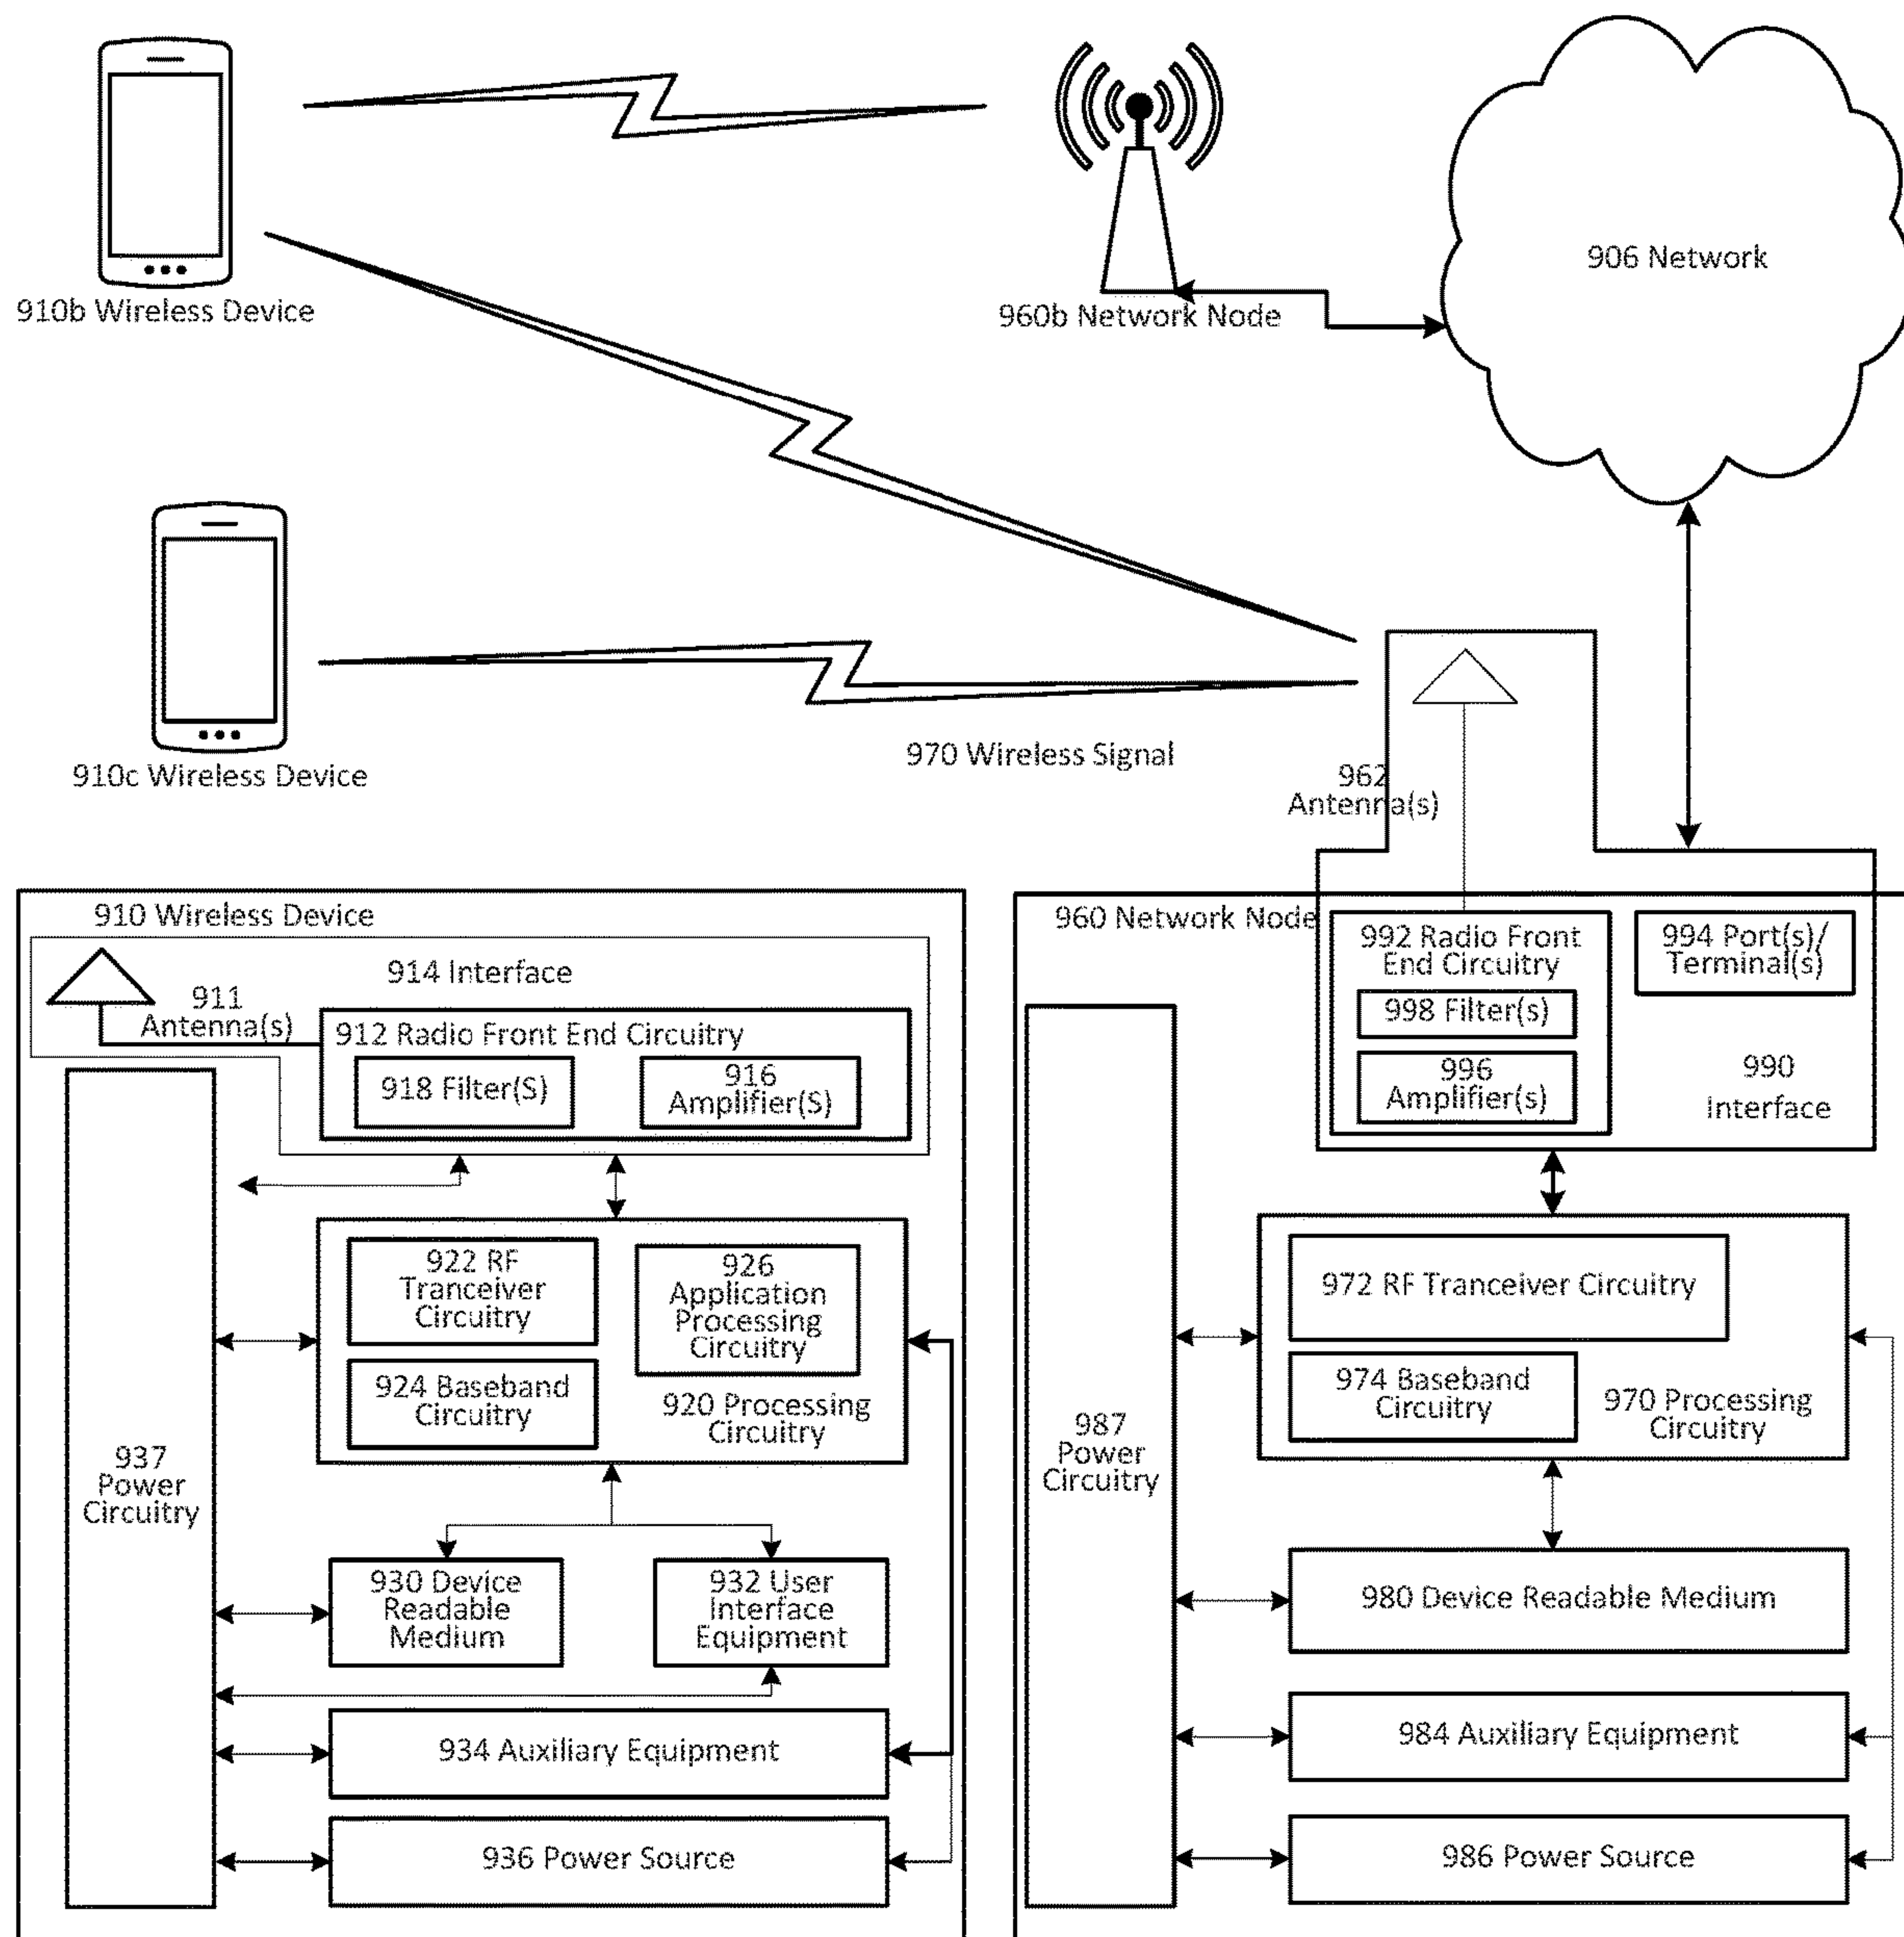 910b Wireless Device
960b Network Node
906 Network
910c Wireless Device
970 Wireless Signal
962
Antenna(s)
910 Wireless Device
914 Interface
911
Antenna(s)
912 Radio Front End Circuitry
918 Filter(S)
916
Amplifier(S)
937
Power
Circuitry
922 RF
Tranceiver
Circuitry
926
Application
Processing
Circuitry
924 Baseband
Circuitry
920 Processing
Circuitry
930 Device
Readable
Medium
932 User
Interface
Equipment
934 Auxiliary Equipment
936 Power Source
960 Network Node
992 Radio Front
End Circuitry
994 Port(s)/
Terminal(s)
998 Filter(s)
996
Amplifier(s)
990
Interface
987
Power
Circuitry
972 RF Tranceiver Circuitry
974 Baseband
Circuitry
970 Processing
Circuitry
980 Device Readable Medium
984 Auxiliary Equipment
986 Power Source